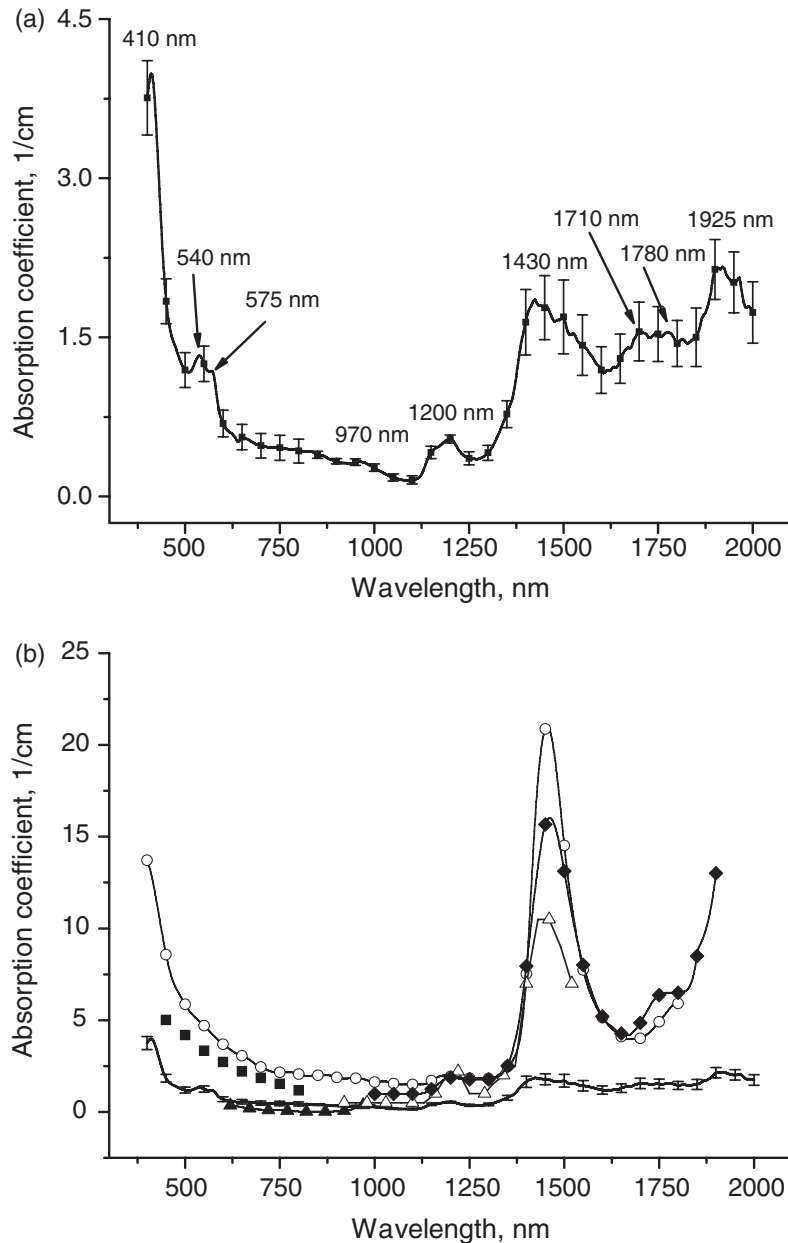 (a)
4.5
3.0
1.5
0.0
Absorption coefficient, 1/cm
410 nm
540 nm
575 nm
970 nm
1200 nm
1430 nm
1710 nm
1780 nm
1925 nm
500
750
1000
1250
1500
1750
2000
Wavelength, nm
(b)
25
20
15
10
5
0
Absorption coefficient, 1/cm
500
750
1000
1250
1500
1750
2000
Wavelength, nm